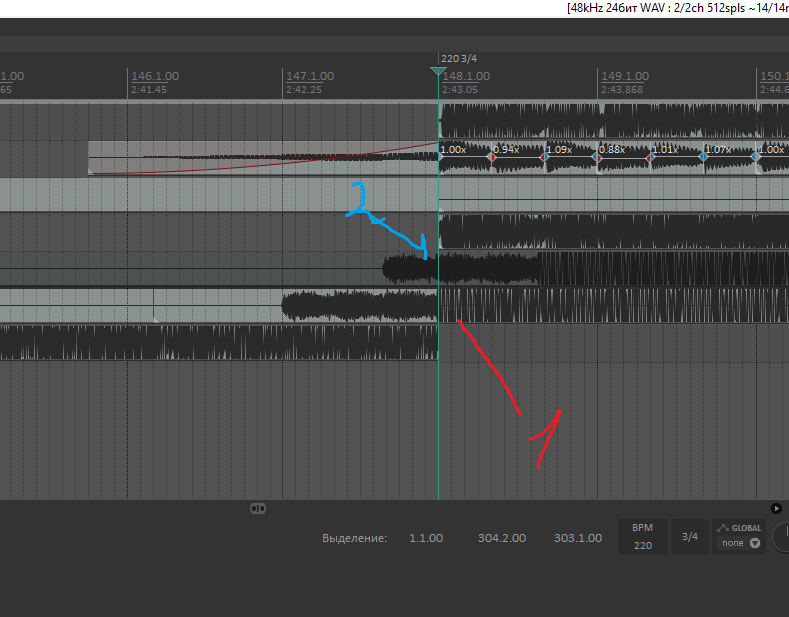 [48kHz 24бит WAV : 2/2ch 512spls ~14/14
220 3/4
1.00 146.1.00 147.1.00 148.1.00 149.1.00 150.1
65 2:41.45 2:42.25 2:43.05 2:43.868 2:44.6
1.00x 0.94x 1.09x 0.88x 1.01x 1.07x 1.00x
2
1
BPM GLOBAL
Выделение: 1.1.00 304.2.00 303.1.00 220 3/4 none